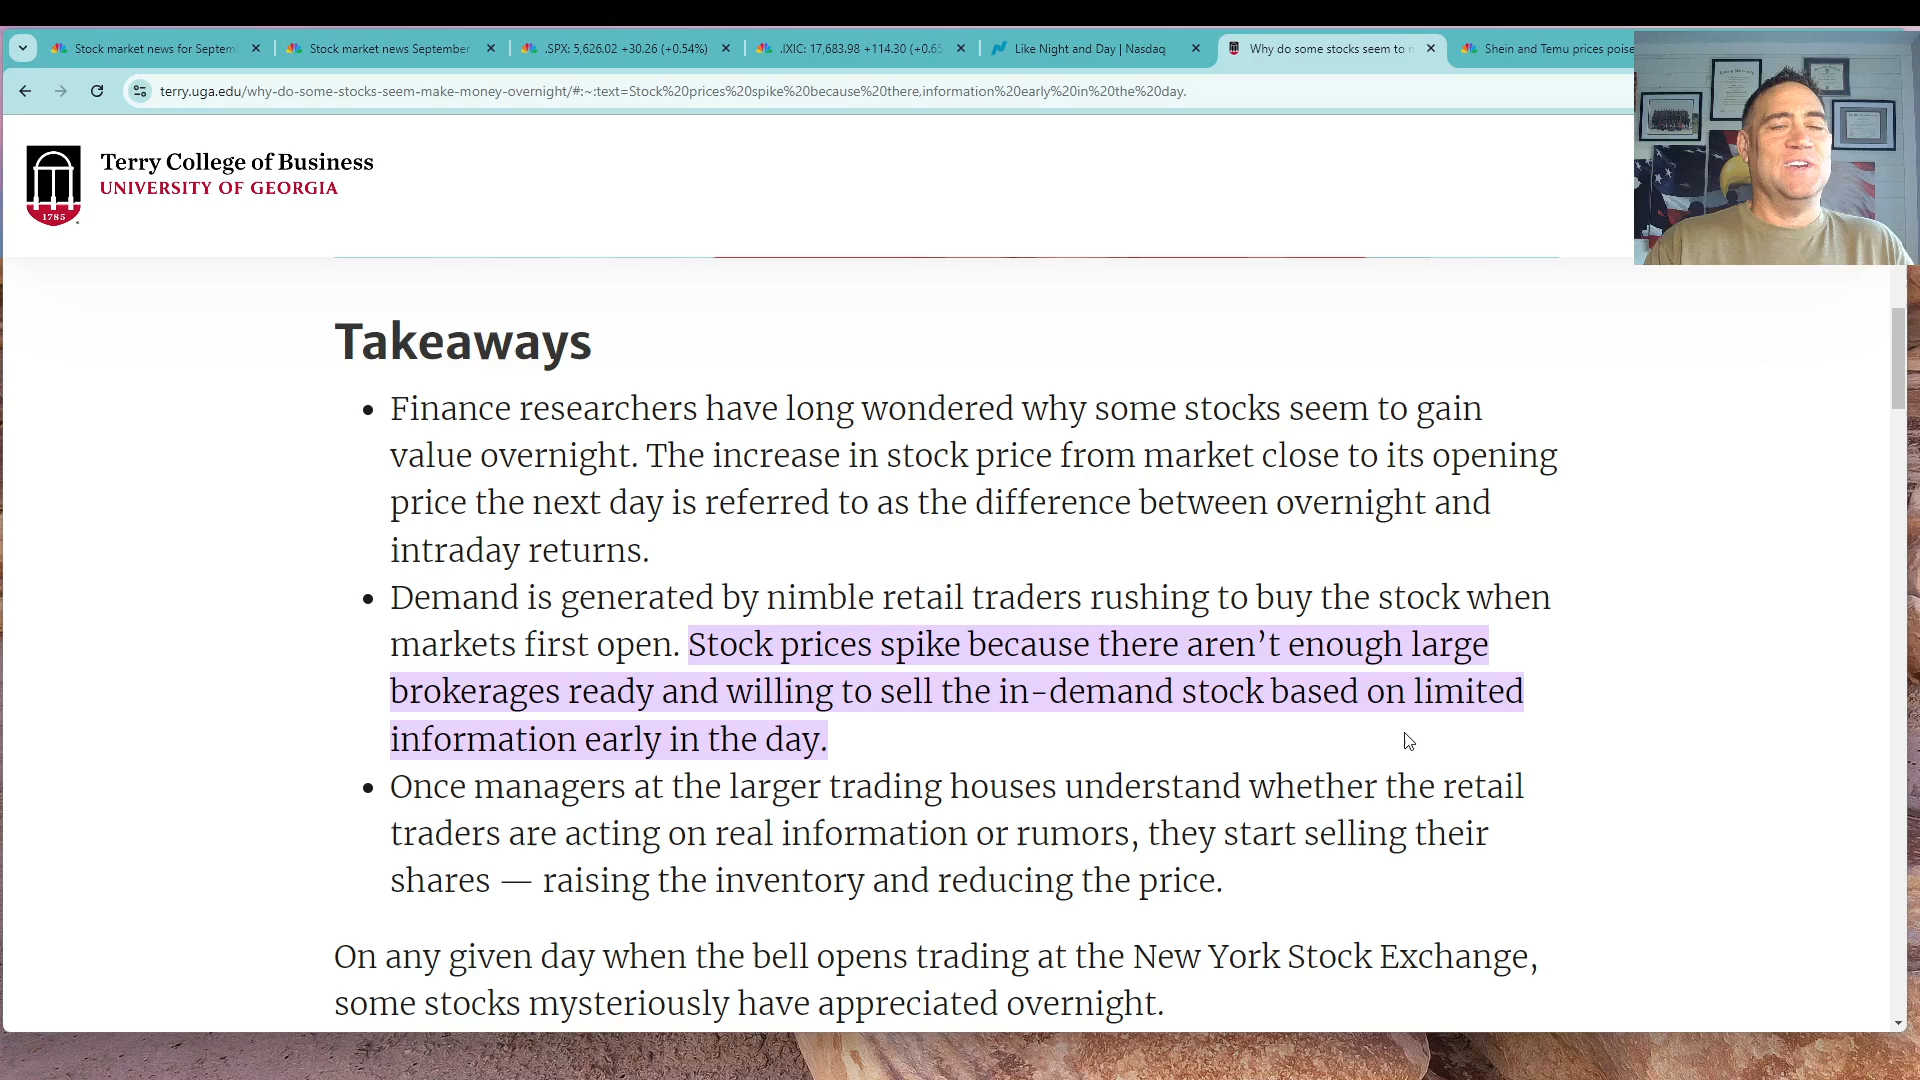 Stock market news for Septem
Stock market news September
.SPX: 5,626.02 +30.26 (+0.54%)
.IXIC: 17,683.98 +114.30 (+0.65
Like Night and Day | Nasdaq
Why do some stocks seem to
Shein and Temu prices poise
terry.uga.edu/why-do-some-stocks-seem-make-money-overnight/#:~:text=Stock%20prices%20spike%20because%20there,information%20early%20in%20the%20day.
Terry College of Business
UNIVERSITY OF GEORGIA
1785
Takeaways
• Finance researchers have long wondered why some stocks seem to gain
value overnight. The increase in stock price from market close to its opening
price the next day is referred to as the difference between overnight and
intraday returns.
• Demand is generated by nimble retail traders rushing to buy the stock when
markets first open. Stock prices spike because there aren’t enough large
brokerages ready and willing to sell the in-demand stock based on limited
information early in the day.
• Once managers at the larger trading houses understand whether the retail
traders are acting on real information or rumors, they start selling their
shares — raising the inventory and reducing the price.
On any given day when the bell opens trading at the New York Stock Exchange,
some stocks mysteriously have appreciated overnight.